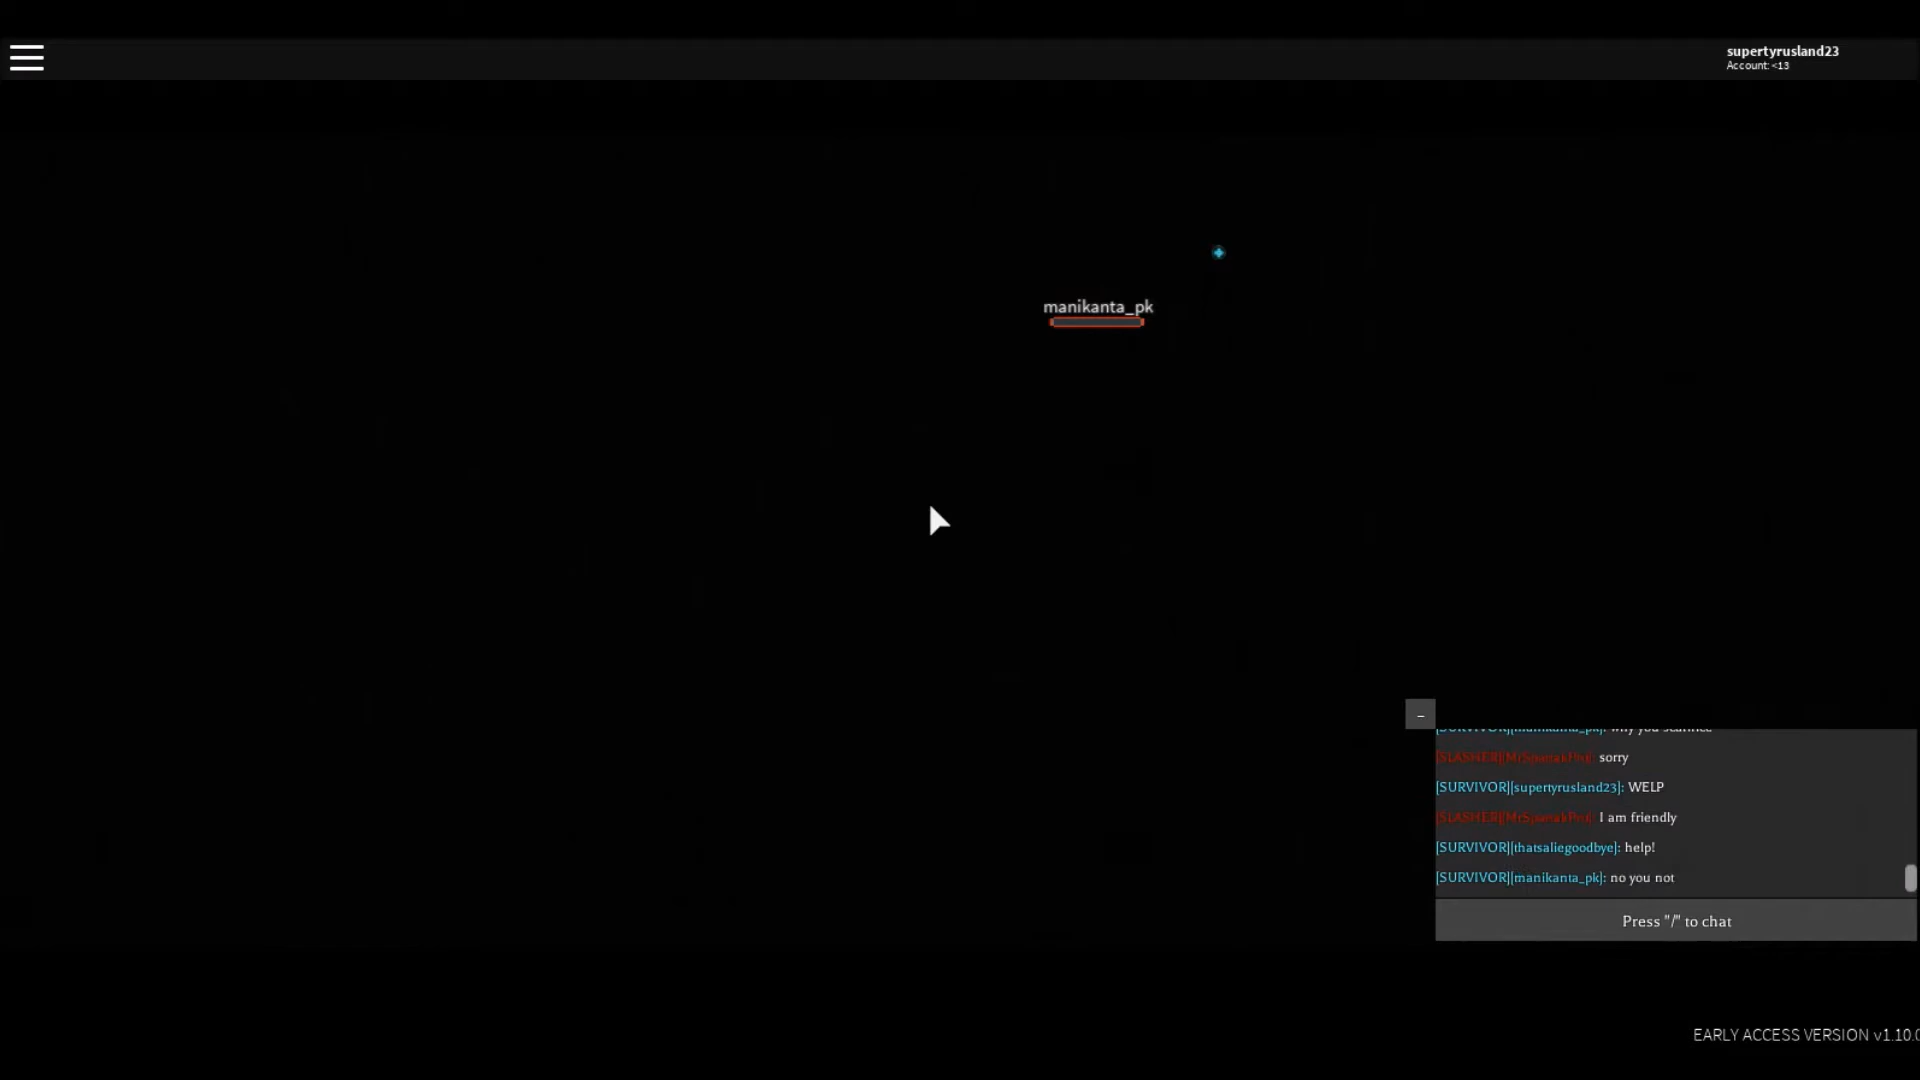 supertyrusland23
Account: <13
manikanta_pk
-
sorry
[SURVIVOR][supertyrusland23]: WELP
I am friendly
[SURVIVOR][thatsaliegoodbye]: help!
[SURVIVOR][manikanta_pk]: no you not
Press "/" to chat
EARLY ACCESS VERSION v1.10.0